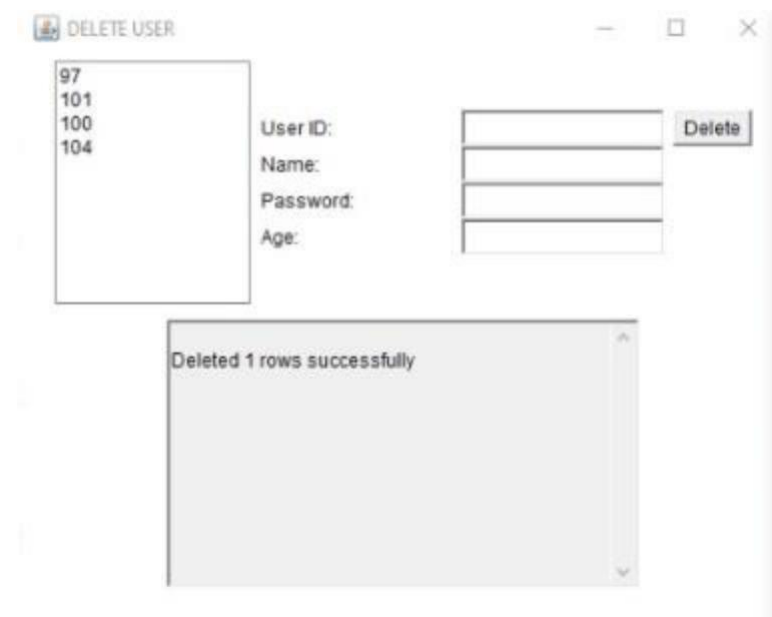 DELETE USER
97
101
100
104
User ID:
Delete
Name:
Password:
Age:
Deleted 1 rows successfully